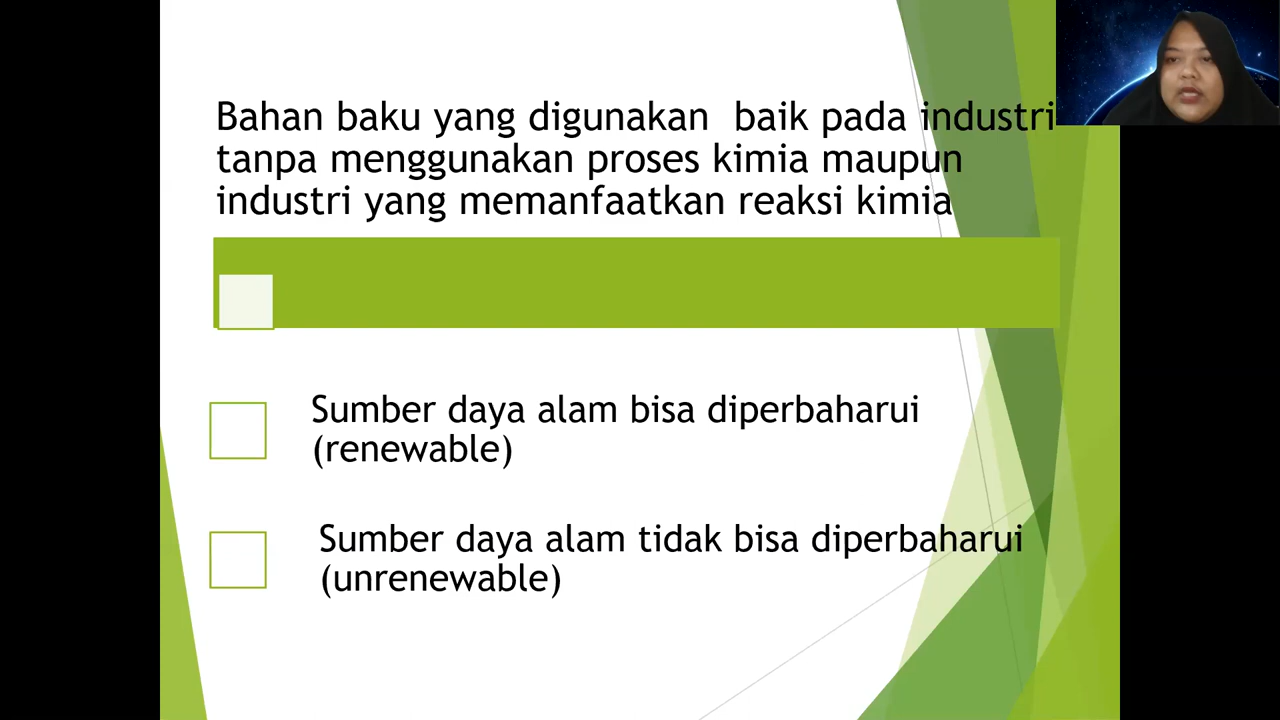 Bahan baku yang digunakan baik pada industri
tanpa menggunakan proses kimia maupun
industri yang memanfaatkan reaksi kimia
Sumber daya alam bisa diperbaharui
(renewable)
Sumber daya alam tidak bisa diperbaharui
(unrenewable)